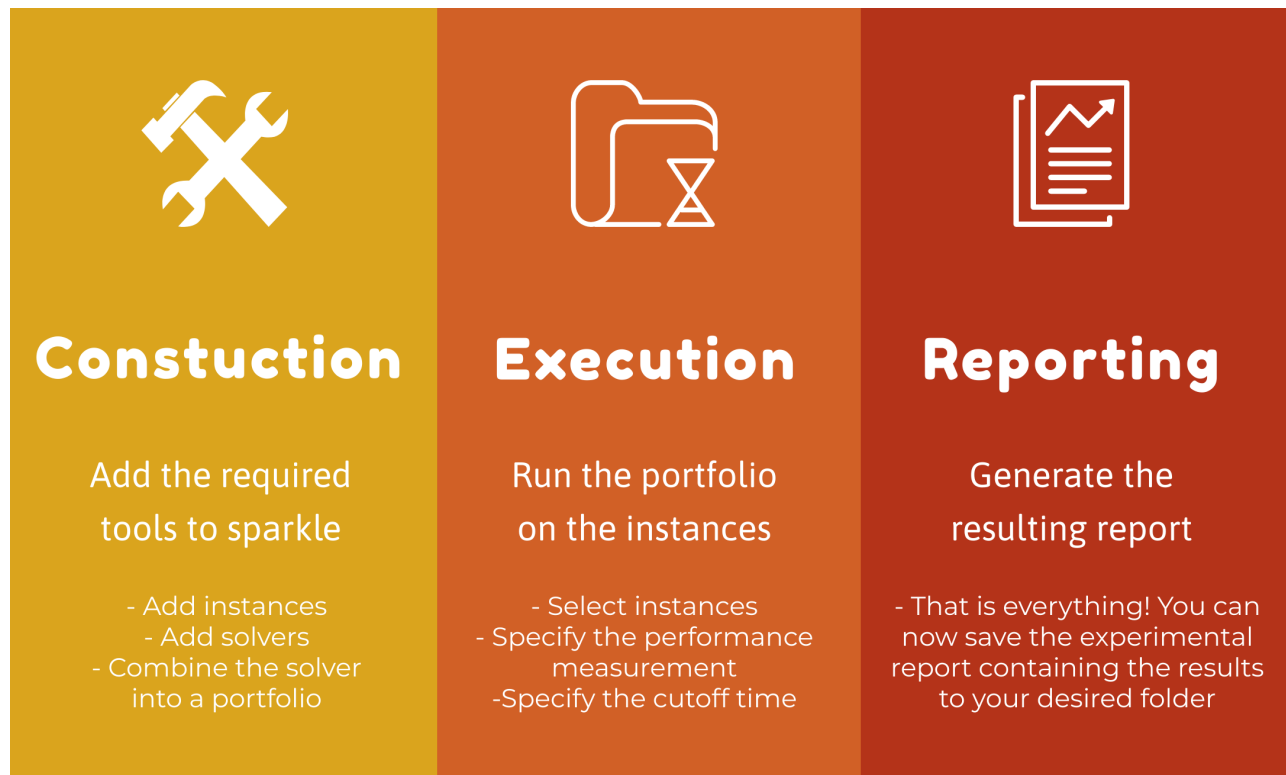 Constuction
Add the required
tools to sparkle
- Add instances
- Add solvers
- Combine the solver
into a portfolio
Execution
Run the portfolio
on the instances
- Select instances
- Specify the performance
measurement
-Specify the cutoff time
Reporting
Generate the
resulting report
- That is everything! You can
now save the experimental
report containing the results
to your desired folder